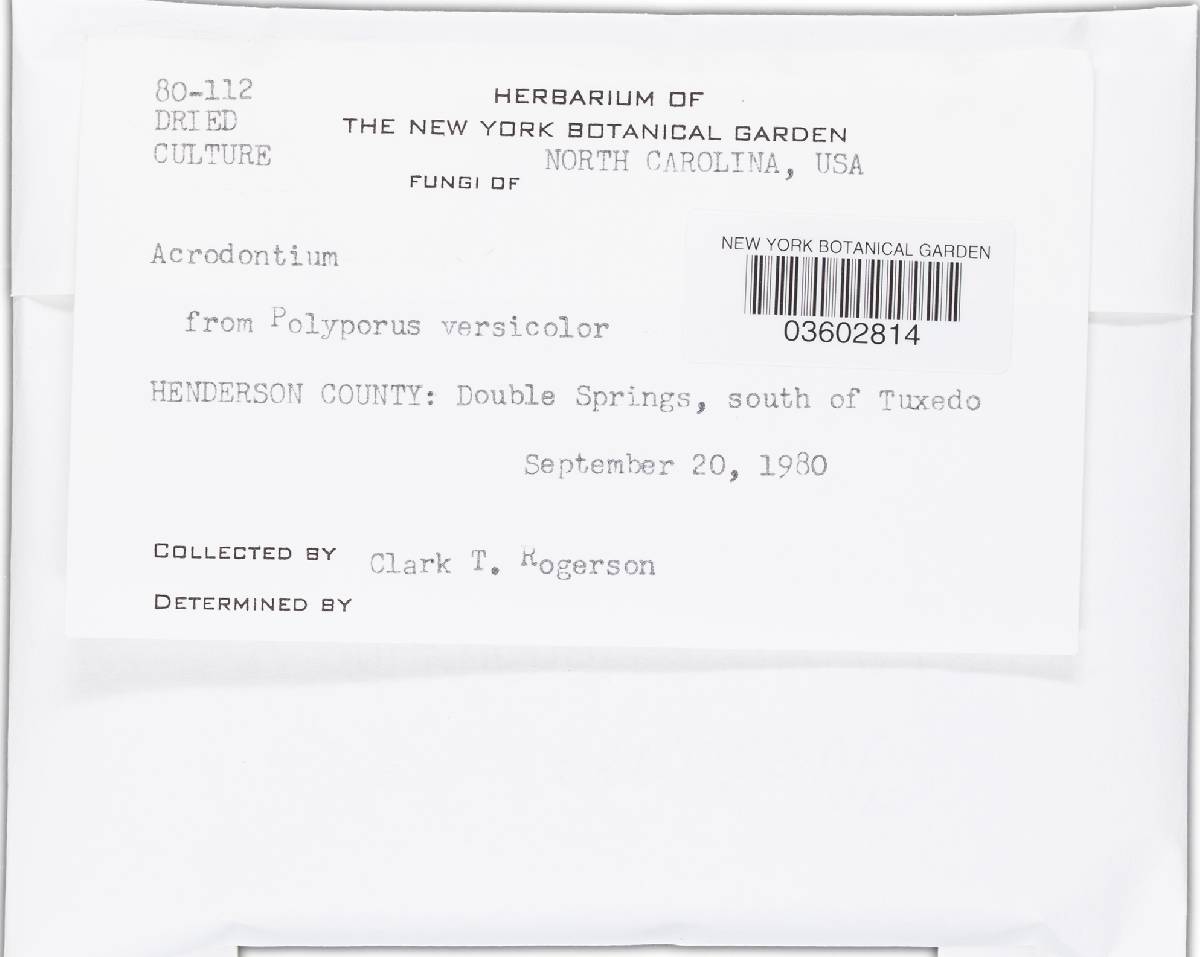 80-112
DRIED
CULTURE
HERBARIUM OF
THE NEW YORK BOTANICAL GARDEN
NORTH CAROLINA, USA
FUNGI OF
NEW YORK BOTANICAL GARDEN
03602814
Acrodontium
from Polyporus versicolor
HENDERSON COUNTY: Double Springs, south of Tuxedo
September 20, 1980
COLLECTED BY Clark T. Rogerson
DETERMINED BY